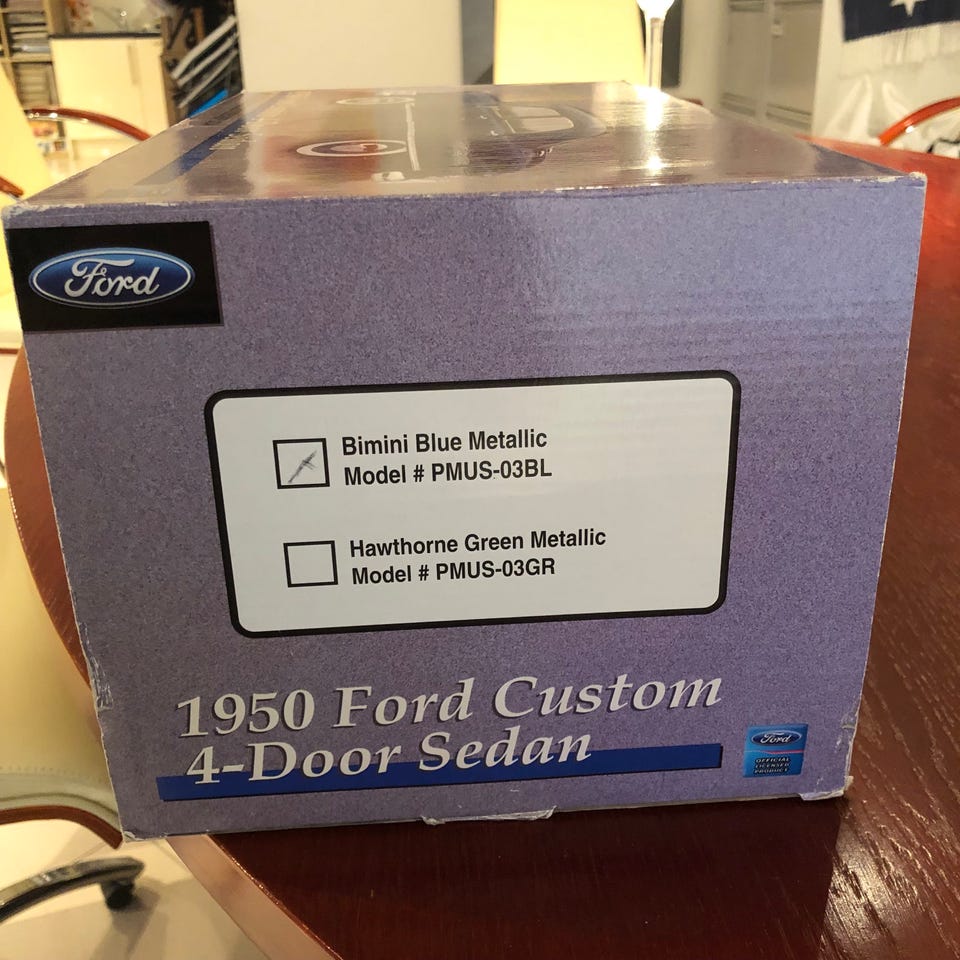 Ford
Bimini Blue Metallic
Model # PMUS-03BL
Hawthorne Green Metallic
Model # PMUS-03GR
1950 Ford Custom
4-Door Sedan
Ford
OFFICIAL
LICENSED
PRODUCT